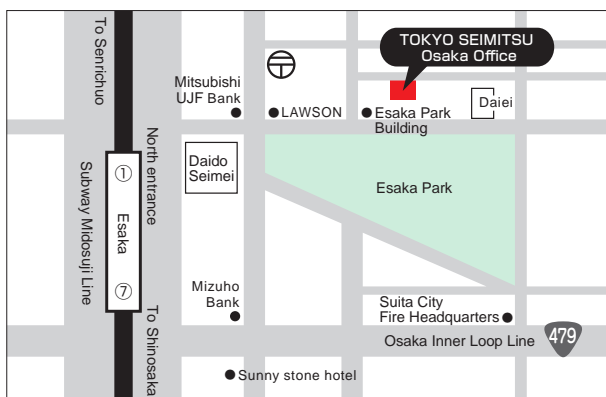 To Senrichuo
TOKYO SEIMITSU
Osaka Office
Mitsubishi
UJF Bank
LAWSON
Esaka Park
Building
Daiei
North entrance
Daido
Seimei
Subway Midosuji Line
①
Esaka
⑦
Esaka Park
Mizuho
Bank
To Shinosaka
Suita City
Fire Headquarters
Osaka Inner Loop Line
479
Sunny stone hotel